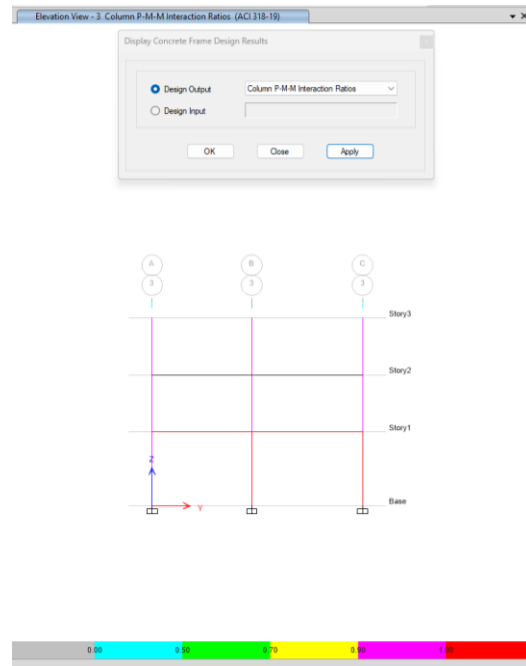 Elevation View - 3 Column P-M-M Interaction Ratios (ACI 318-19)
Display Concrete Frame Design Results
Design Output
Column P-M-M Interaction Ratios
Design Input
OK Close Apply
A B C
3 3 3
Story3
Story2
Story1
Z
Y
Base
0.00 0.50 0.70 0.90 1.00